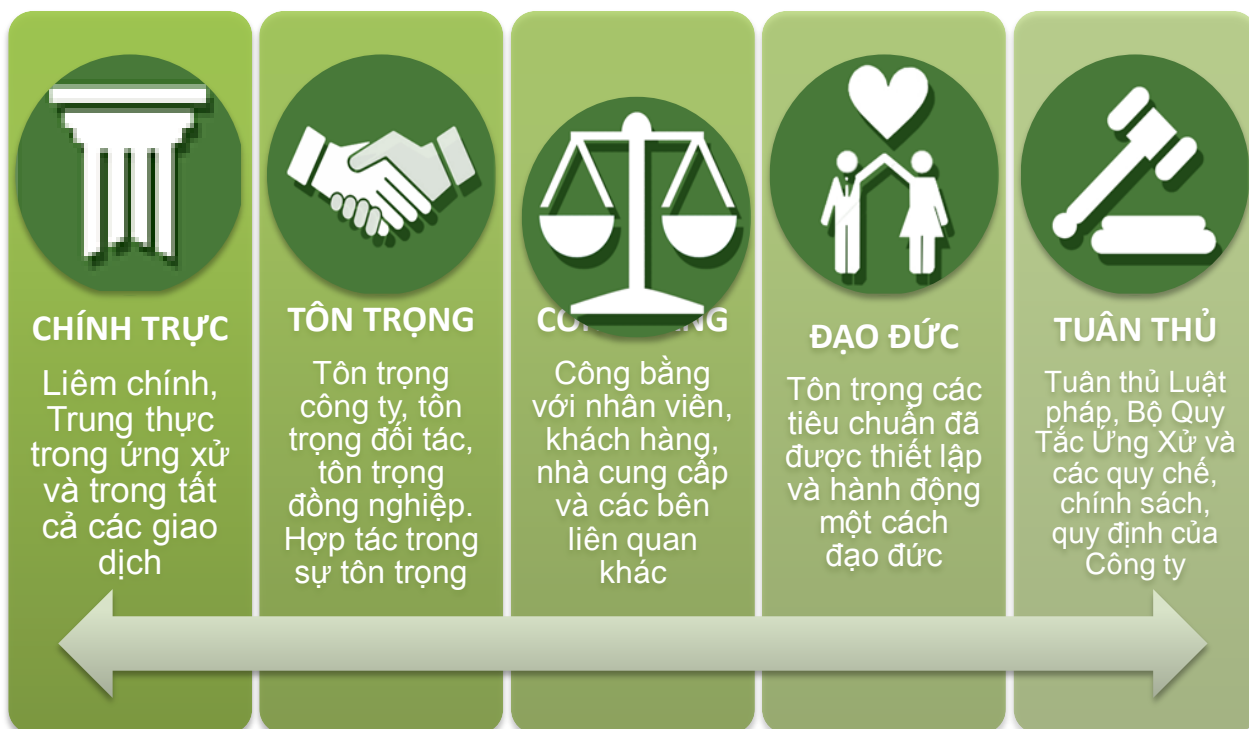 CHÍNH TRỰC
Liêm chính,
Trung thực
trong ứng xử
và trong tất
cả các giao
dịch
TÔN TRỌNG
Tôn trọng
công ty, tôn
trọng đối tác,
tôn trọng
đồng nghiệp.
Hợp tác trong
sự tôn trọng
Công bằng
với nhân viên,
khách hàng,
nhà cung cấp
và các bên
liên quan
khác
ĐẠO ĐỨC
Tôn trọng các
tiêu chuẩn đã
được thiết lập
và hành động
một cách
đạo đức
TUÂN THỦ
Tuân thủ Luật
pháp, Bộ Quy
Tắc Ứng Xử và
các quy chế,
chính sách,
quy định của
Công ty